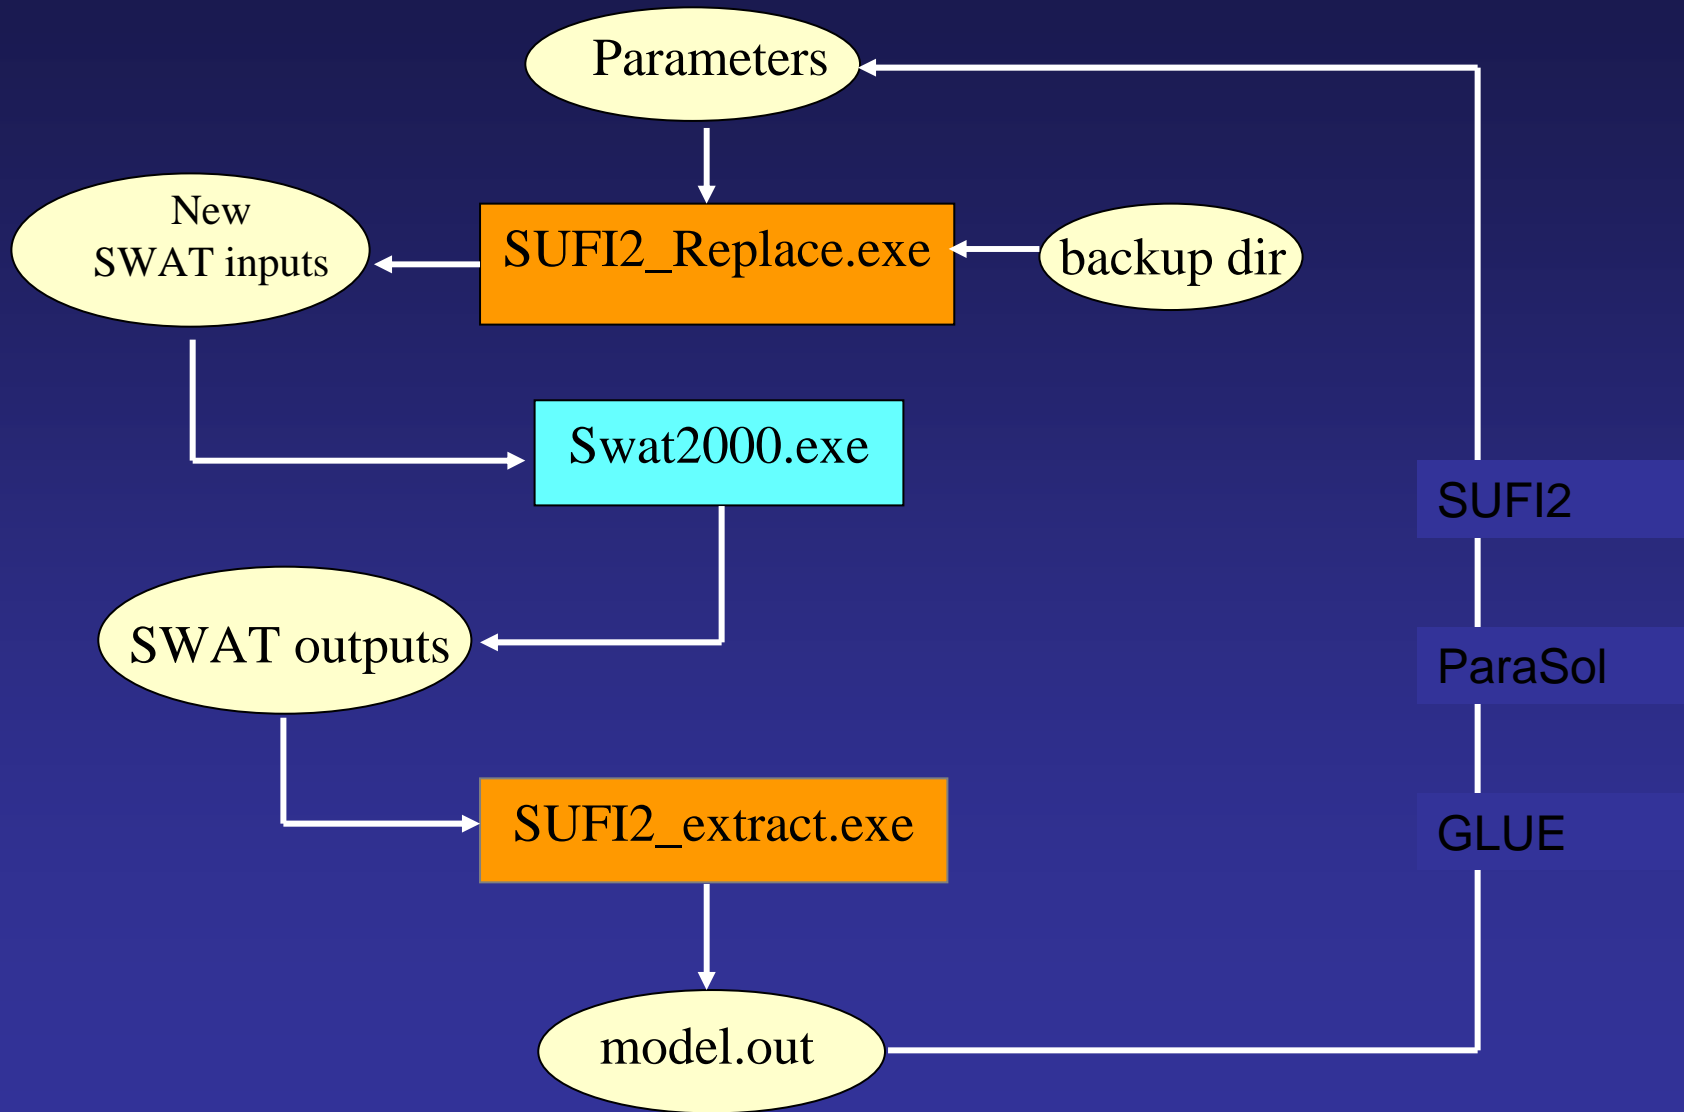 Parameters
New
SWAT inputs
SUFI2_Replace.exe
backup dir
Swat2000.exe
SUFI2
SWAT outputs
ParaSol
SUFI2_extract.exe
GLUE
model.out